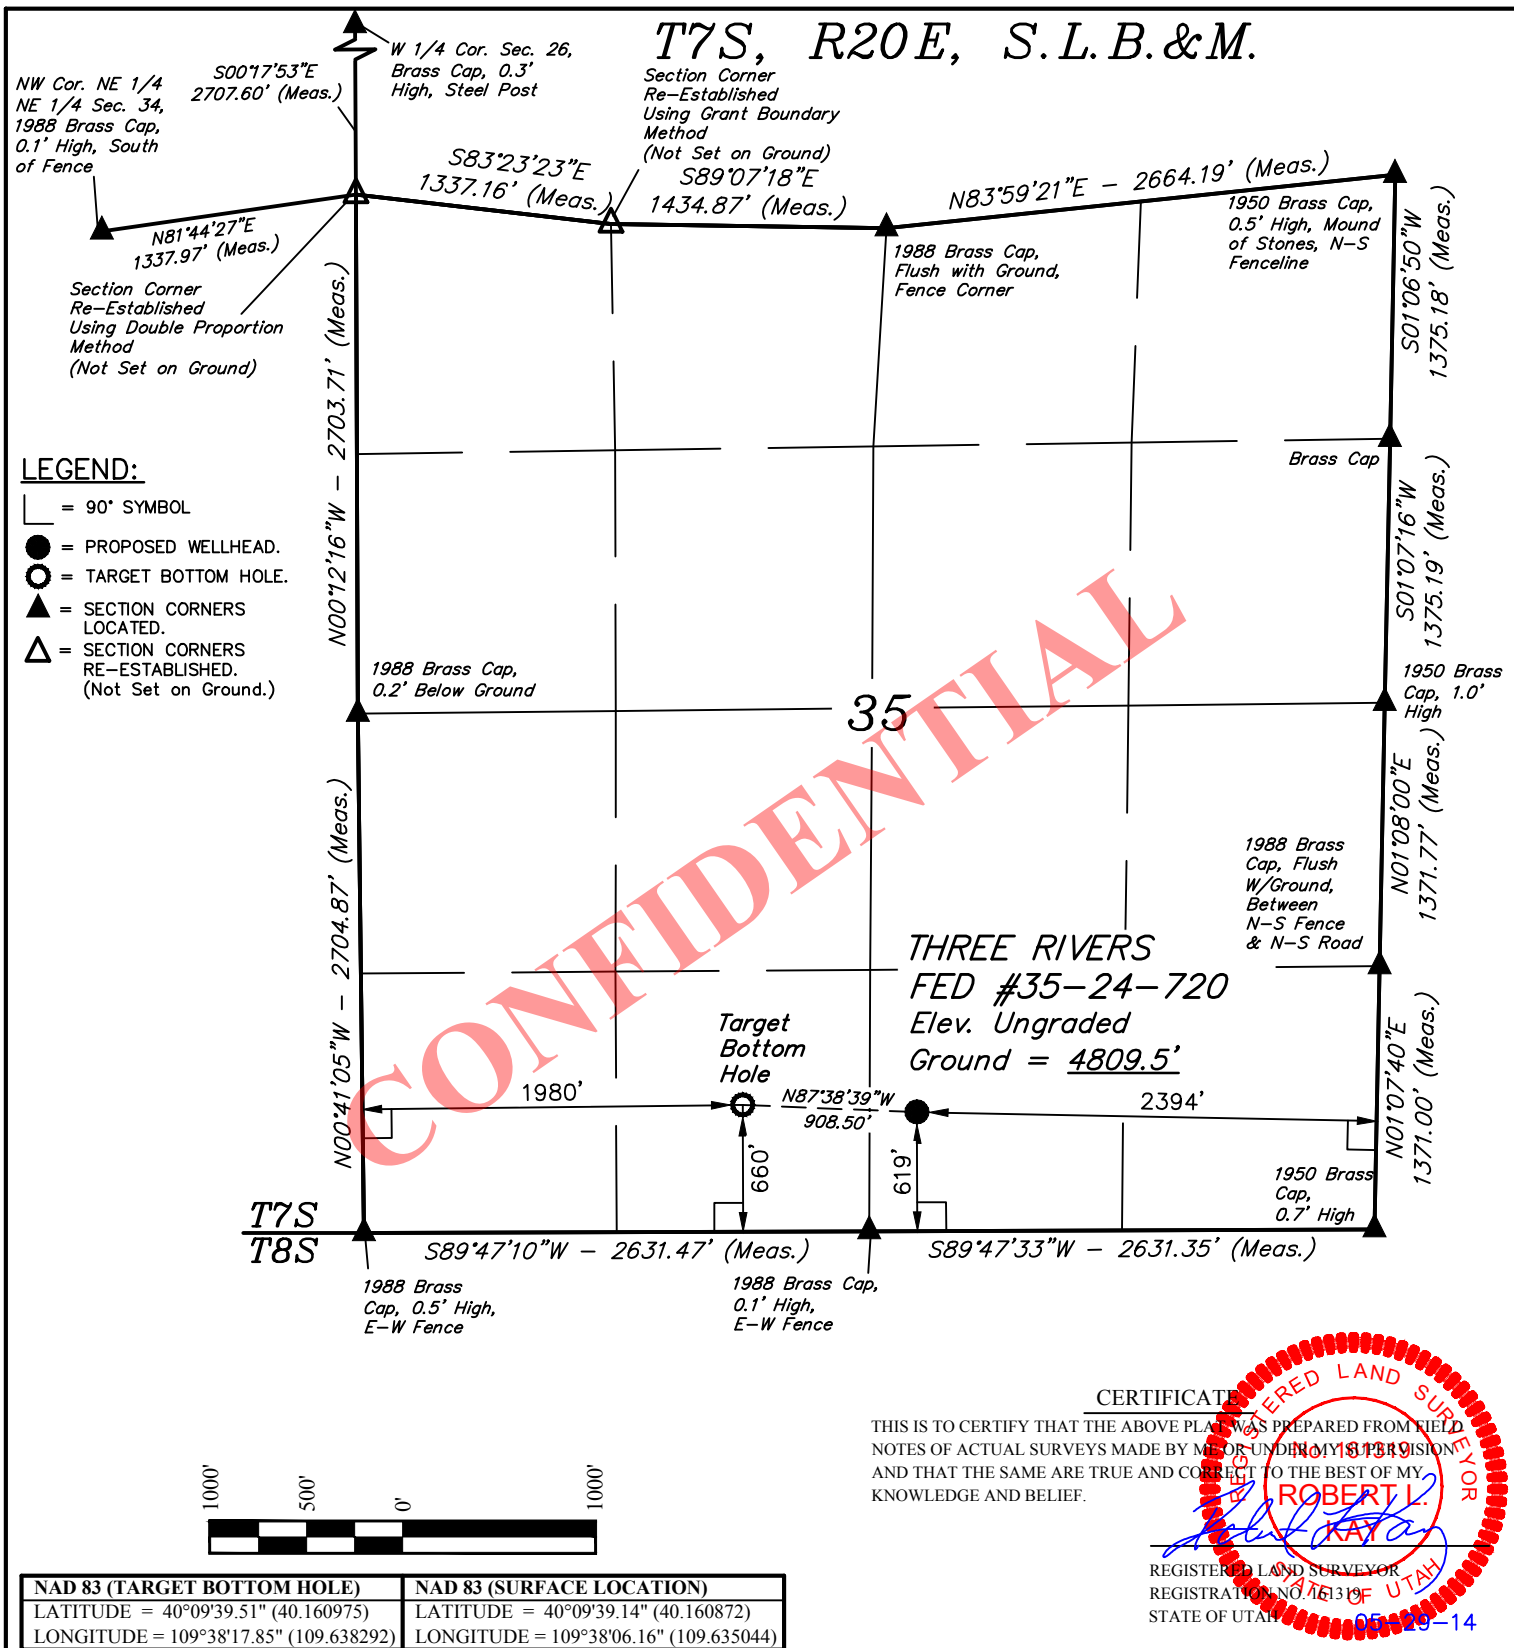 T7S, R20E, S.L.B.&M.
W 1/4 Cor. Sec. 26,
Brass Cap, 0.3'
High, Steel Post
S00°17'53"E
2707.60' (Meas.)
NW Cor. NE 1/4
NE 1/4 Sec. 34,
1988 Brass Cap,
0.1' High, South
of Fence
Section Corner
Re-Established
Using Grant Boundary
Method
(Not Set on Ground)
S83°23'23"E
1337.16' (Meas.)
S89°07'18"E
1434.87' (Meas.)
N83°59'21"E - 2664.19' (Meas.)
1950 Brass Cap,
0.5' High, Mound
of Stones, N-S
Fenceline
N81°44'27"E
1337.97' (Meas.)
1988 Brass Cap,
Flush with Ground,
Fence Corner
Section Corner
Re-Established
Using Double Proportion
Method
(Not Set on Ground)
S01°06'50"W
1375.18' (Meas.)
N00°12'16"W - 2703.71' (Meas.)
Brass Cap
LEGEND:
= 90° SYMBOL
= PROPOSED WELLHEAD.
= TARGET BOTTOM HOLE.
= SECTION CORNERS
LOCATED.
= SECTION CORNERS
RE-ESTABLISHED.
(Not Set on Ground.)
S01°07'16"W
1375.19' (Meas.)
1988 Brass Cap,
0.2' Below Ground
35
1950 Brass
Cap, 1.0'
High
CONFIDENTIAL
N01°08'00"E
1371.77' (Meas.)
N00°41'05"W - 2704.87' (Meas.)
1988 Brass
Cap, Flush
W/Ground,
Between
N-S Fence
& N-S Road
THREE RIVERS
FED #35-24-720
Elev. Ungraded
Ground = 4809.5'
Target
Bottom
Hole
1980'
N87°38'39"W
908.50'
2394'
660'
619'
N01°07'40"E
1371.00' (Meas.)
1950 Brass
Cap,
0.7' High
T7S
T8S
S89°47'10"W - 2631.47' (Meas.)
S89°47'33"W - 2631.35' (Meas.)
1988 Brass
Cap, 0.5' High,
E-W Fence
1988 Brass Cap,
0.1' High,
E-W Fence
CERTIFICATE
THIS IS TO CERTIFY THAT THE ABOVE PLAT WAS PREPARED FROM FIELD
NOTES OF ACTUAL SURVEYS MADE BY ME OR UNDER MY SUPERVISION
AND THAT THE SAME ARE TRUE AND CORRECT TO THE BEST OF MY
KNOWLEDGE AND BELIEF.
REGISTERED LAND SURVEYOR
No. 161319
ROBERT L.
KAY
STATE OF UTAH
Robert L. Kay
REGISTERED LAND SURVEYOR
REGISTRATION NO. 161319
STATE OF UTAH
05-29-14
1000' 500' 0' 1000'
NAD 83 (TARGET BOTTOM HOLE)
LATITUDE = 40°09'39.51" (40.160975)
LONGITUDE = 109°38'17.85" (109.638292)
NAD 83 (SURFACE LOCATION)
LATITUDE = 40°09'39.14" (40.160872)
LONGITUDE = 109°38'06.16" (109.635044)